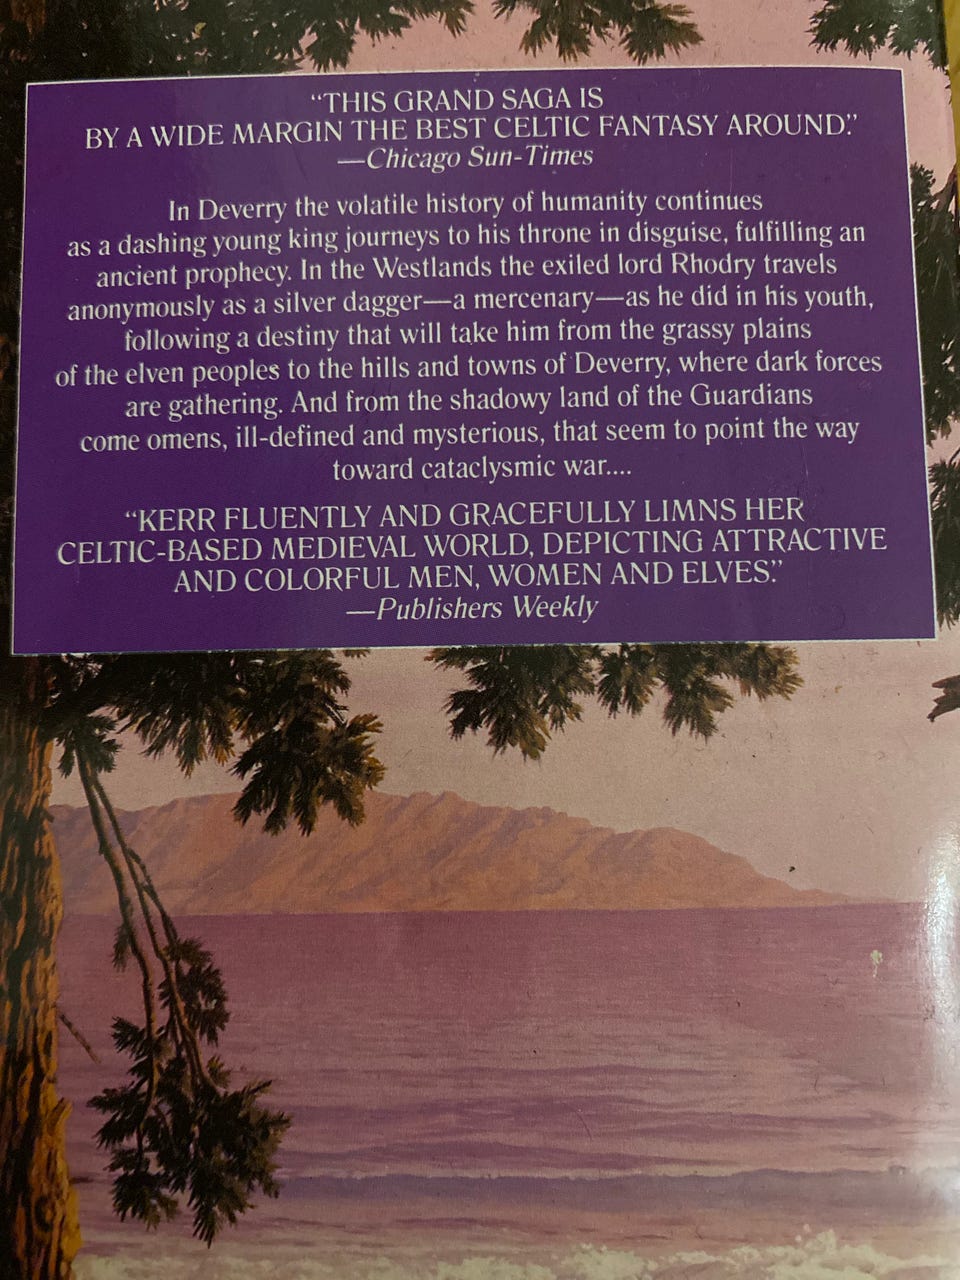 “THIS GRAND SAGA IS
BY A WIDE MARGIN THE BEST CELTIC FANTASY AROUND.”
—Chicago Sun-Times
In Deverry the volatile history of humanity continues
as a dashing young king journeys to his throne in disguise, fulfilling an
ancient prophecy. In the Westlands the exiled lord Rhodry travels
anonymously as a silver dagger—a mercenary—as he did in his youth,
following a destiny that will take him from the grassy plains
of the elven peoples to the hills and towns of Deverry, where dark forces
are gathering. And from the shadowy land of the Guardians
come omens, ill-defined and mysterious, that seem to point the way
toward cataclysmic war....
“KERR FLUENTLY AND GRACEFULLY LIMNS HER
CELTIC-BASED MEDIEVAL WORLD, DEPICTING ATTRACTIVE
AND COLORFUL MEN, WOMEN AND ELVES.”
—Publishers Weekly